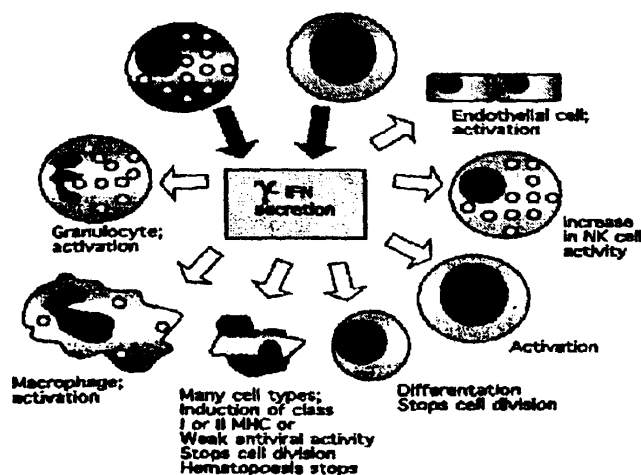 Endothelial cell;
activation
γ- IFN
secretion
Granulocyte;
activation
Increase
in NK cell
activity
Activation
Macrophage;
activation
Many cell types;
Induction of class
I or II MHC or
Weak antiviral activity
Stops cell division
Hematopoesis stops
Differentation
Stops cell division